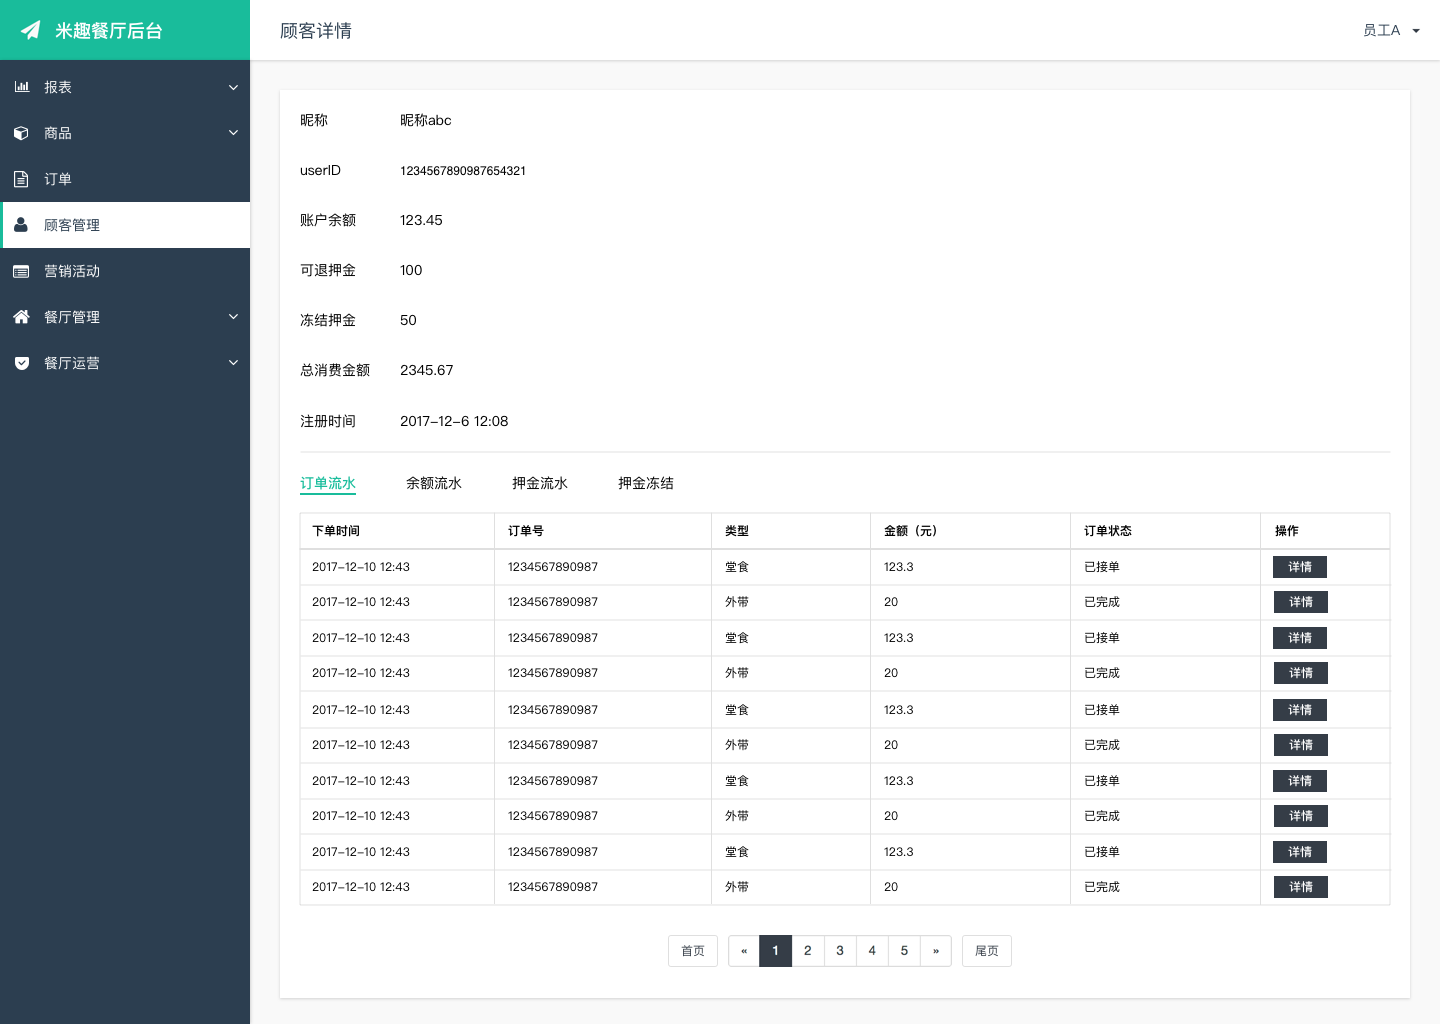 米趣餐厅后台
顾客详情
员工A
报表
商品
订单
顾客管理
营销活动
餐厅管理
餐厅运营
昵称 昵称abc
userID 1234567890987654321
账户余额 123.45
可退押金 100
冻结押金 50
总消费金额 2345.67
注册时间 2017-12-6 12:08
订单流水 余额流水 押金流水 押金冻结
下单时间 订单号 类型 金额（元） 订单状态 操作
2017-12-10 12:43 1234567890987 堂食 123.3 已接单 详情
2017-12-10 12:43 1234567890987 外带 20 已完成 详情
2017-12-10 12:43 1234567890987 堂食 123.3 已接单 详情
2017-12-10 12:43 1234567890987 外带 20 已完成 详情
2017-12-10 12:43 1234567890987 堂食 123.3 已接单 详情
2017-12-10 12:43 1234567890987 外带 20 已完成 详情
2017-12-10 12:43 1234567890987 堂食 123.3 已接单 详情
2017-12-10 12:43 1234567890987 外带 20 已完成 详情
2017-12-10 12:43 1234567890987 堂食 123.3 已接单 详情
2017-12-10 12:43 1234567890987 外带 20 已完成 详情
首页 « 1 2 3 4 5 » 尾页